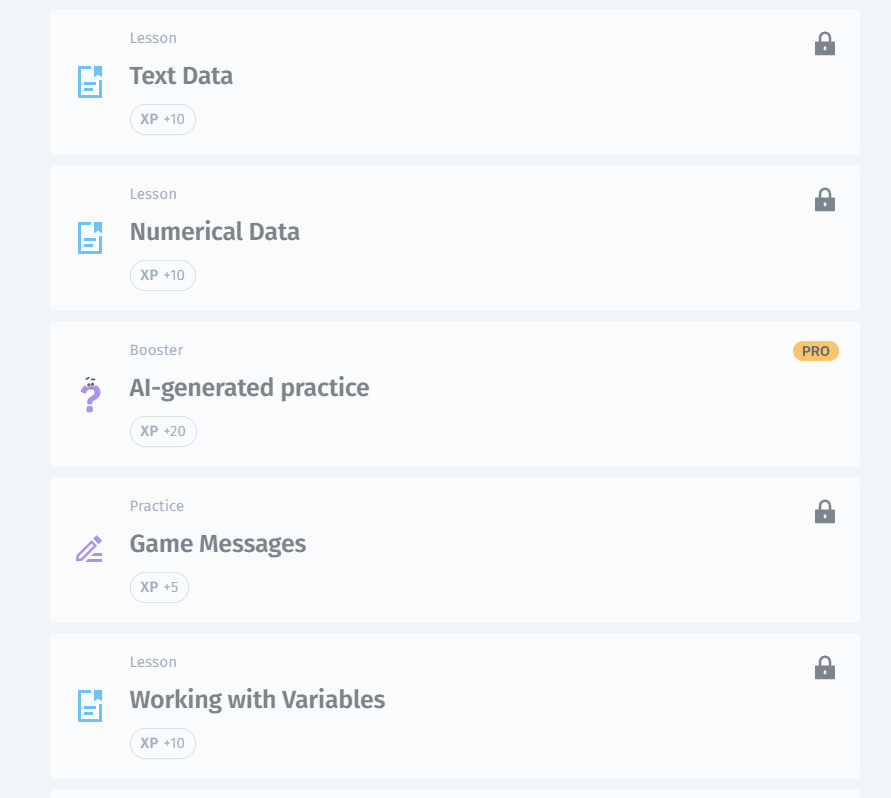 Lesson
Text Data
XP +10
Lesson
Numerical Data
XP +10
Booster
PRO
AI-generated practice
XP +20
Practice
Game Messages
XP +5
Lesson
Working with Variables
XP +10